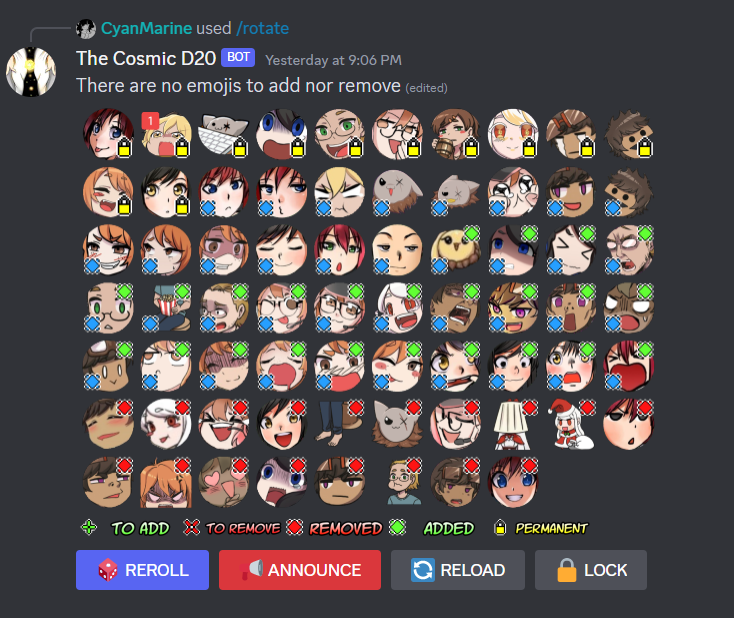 CyanMarine used /rotate
The Cosmic D20 BOT Yesterday at 9:06 PM
There are no emojis to add nor remove (edited)
1
TO ADD TO REMOVE REMOVED ADDED PERMANENT
REROLL ANNOUNCE RELOAD LOCK